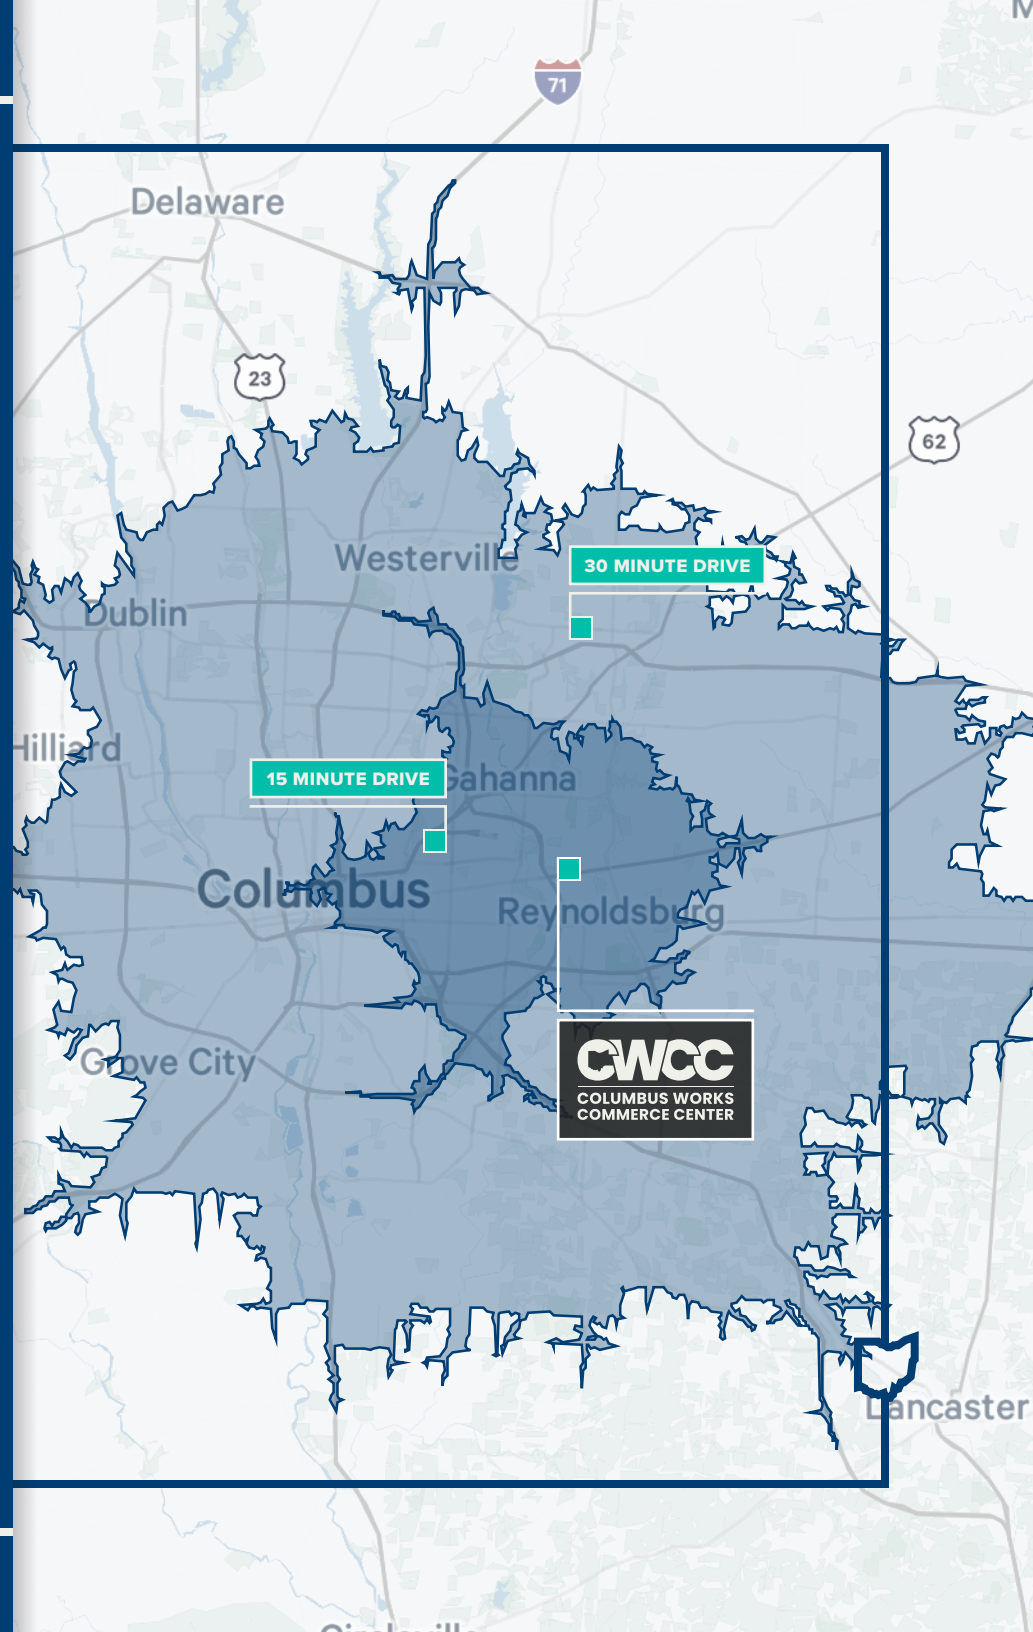 71
Delaware
23
62
Westerville
30 MINUTE DRIVE
Dublin
Hilliard
15 MINUTE DRIVE
Gahanna
Columbus
Reynoldsburg
CWCC
COLUMBUS WORKS
COMMERCE CENTER
Grove City
Lancaster